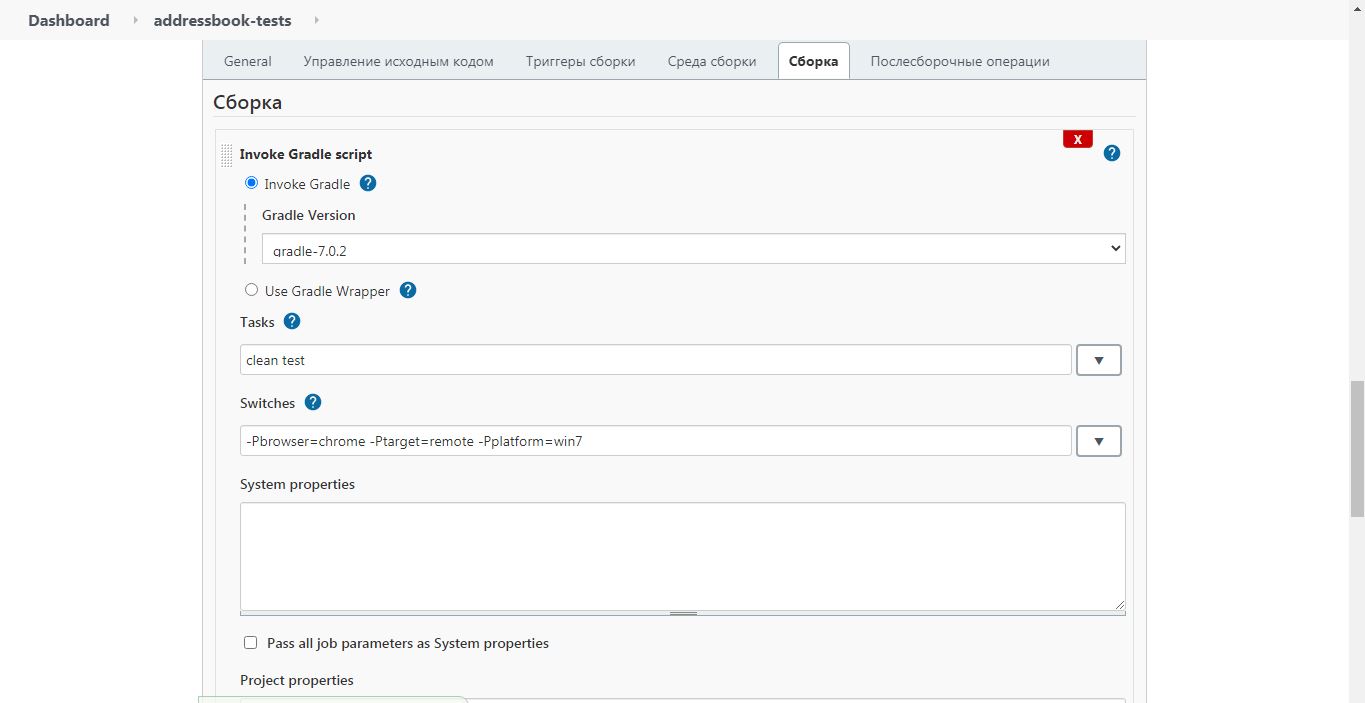 Dashboard addressbook-tests
General Управление исходным кодом Триггеры сборки Среда сборки Сборка Послесборочные операции
Сборка
X
Invoke Gradle script ?
Invoke Gradle ?
Gradle Version
gradle-7.0.2
Use Gradle Wrapper ?
Tasks ?
clean test
Switches ?
-Pbrowser=chrome -Ptarget=remote -Pplatform=win7
System properties
Pass all job parameters as System properties
Project properties